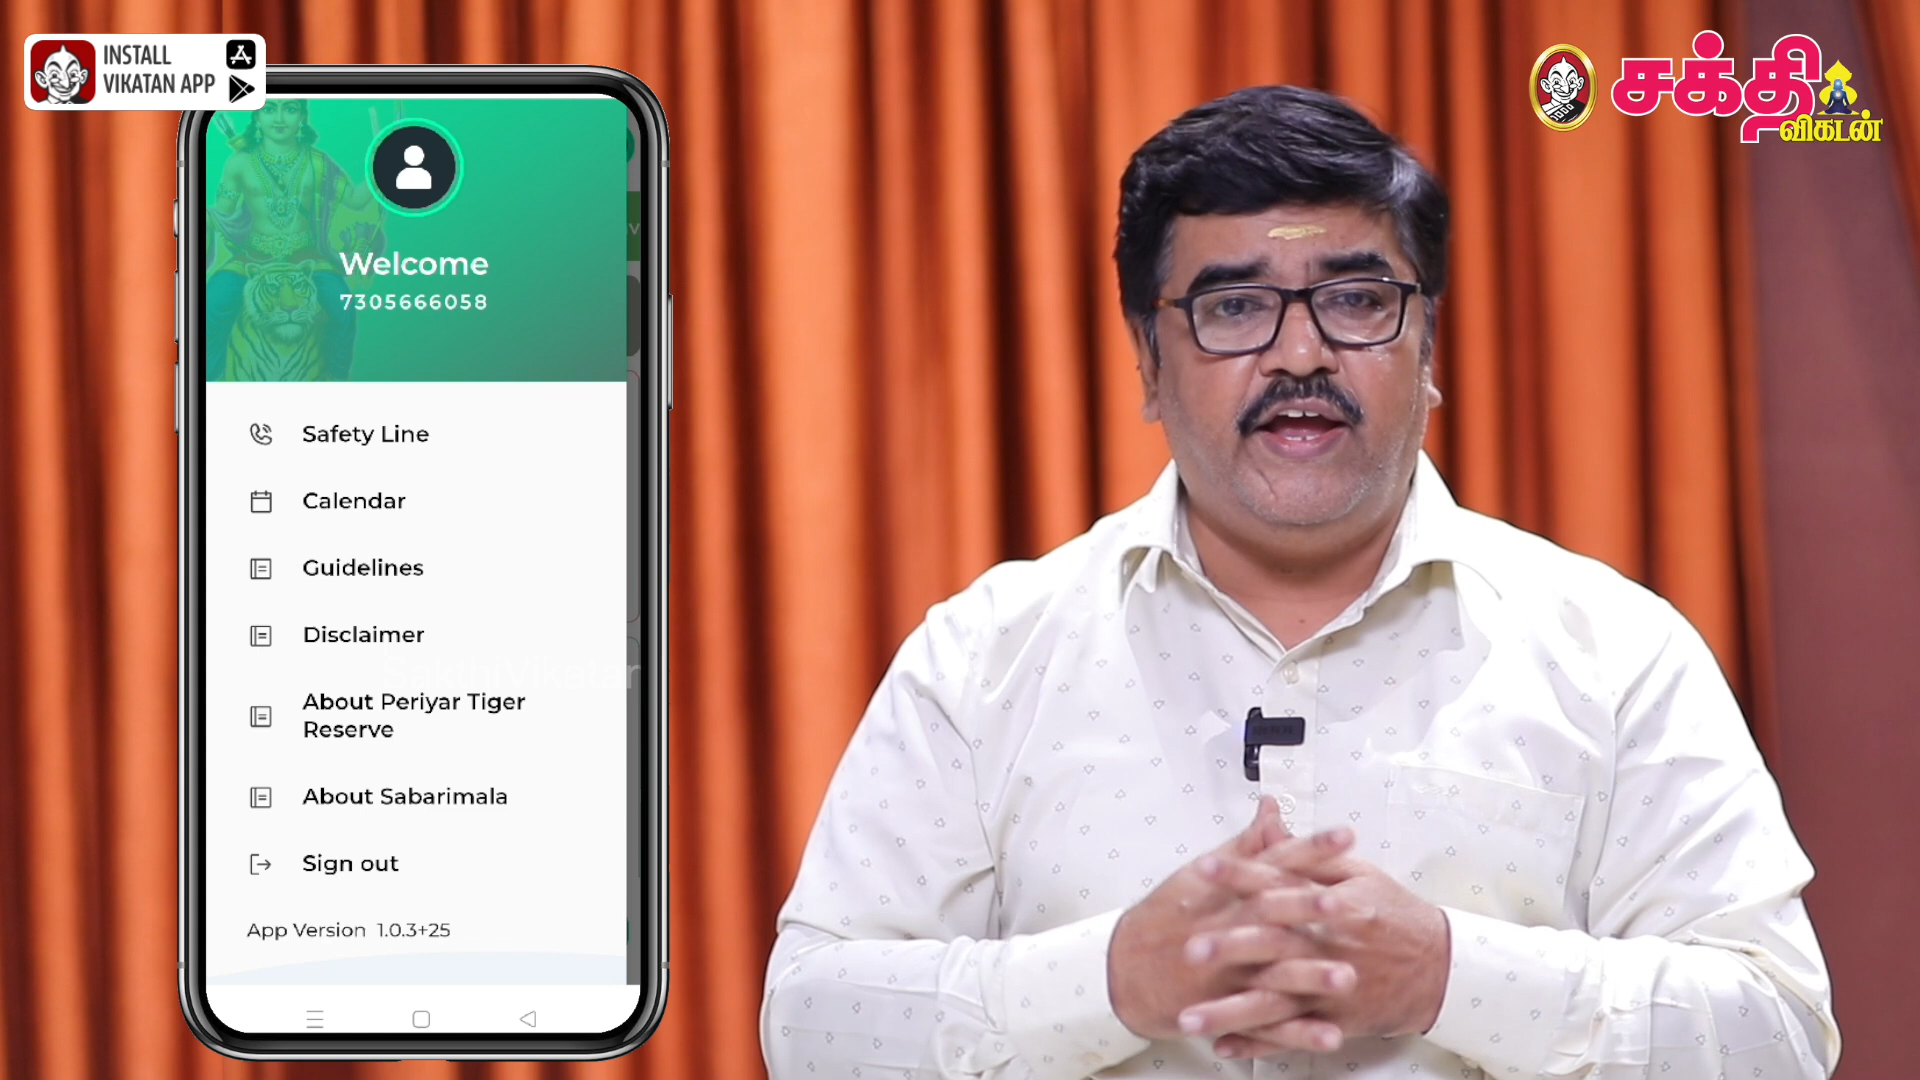 INSTALL
VIKATAN APP
சக்தி
விகடன்
Welcome
7305666058
Safety Line
Calendar
Guidelines
Disclaimer
About Periyar Tiger
Reserve
About Sabarimala
Sign out
App Version 1.0.3+25
SakthiVikatan